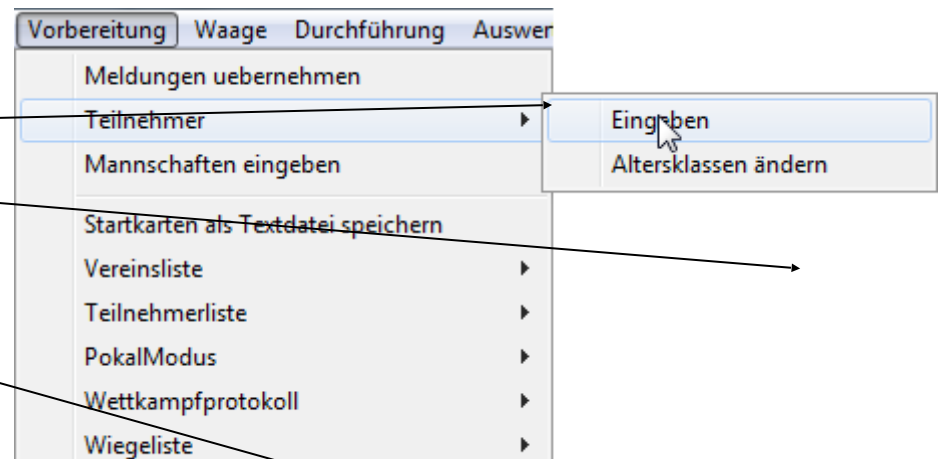 Vorbereitung Waage Durchführung Auswer
Meldungen uebernehmen
Teilnehmer
Eingeben
Mannschaften eingeben
Altersklassen ändern
Startkarten als Textdatei speichern
Vereinsliste
Teilnehmerliste
PokalModus
Wettkampfprotokoll
Wiegeliste